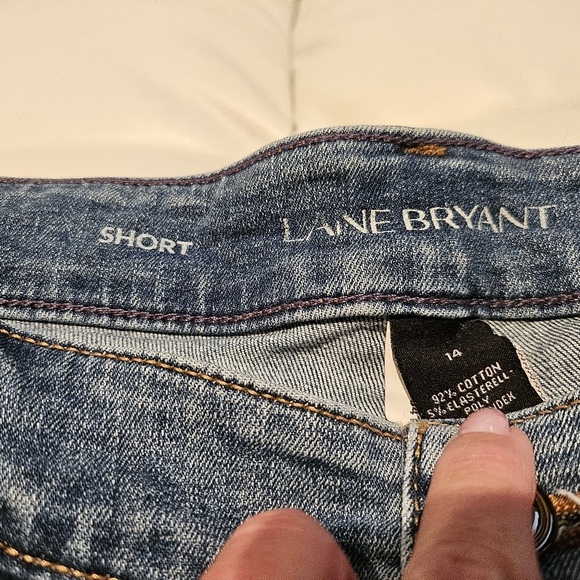 SHORT
LANE BRYANT
14
92% COTTON
5% ELASTERELL-
POLY